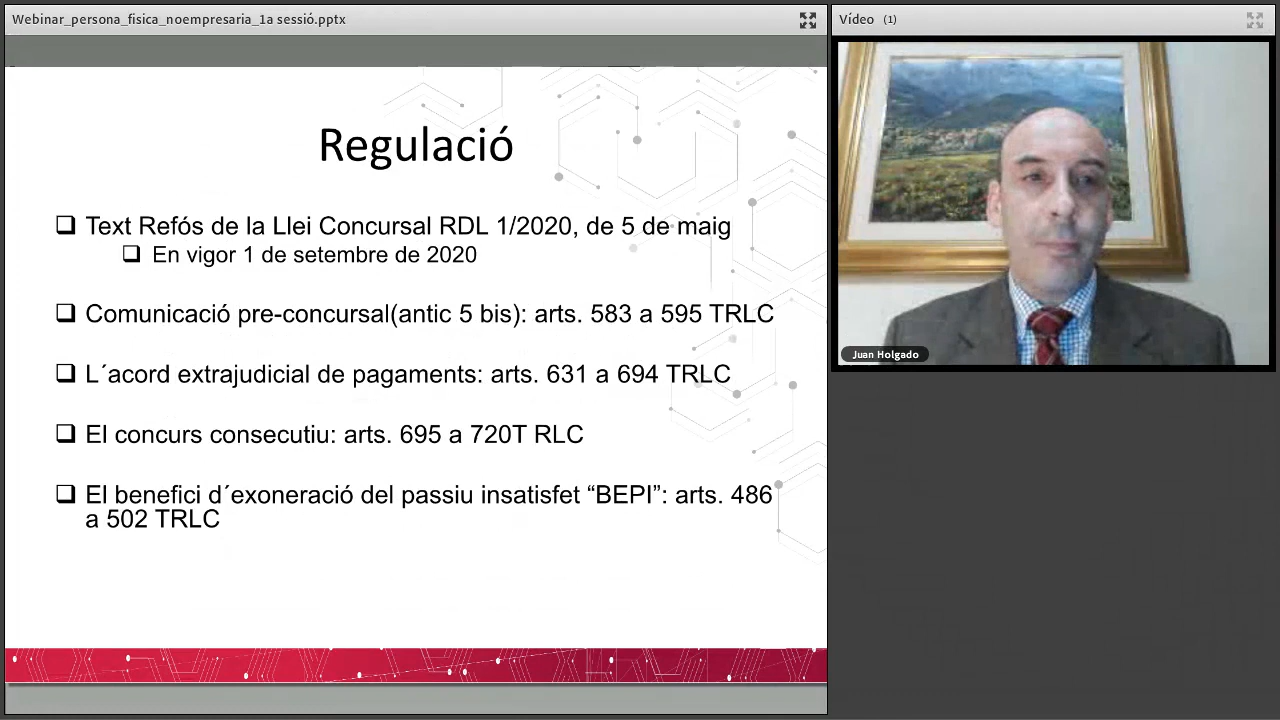 Webinar_persona_fisica_noempresaria_1a sessió.pptx
Vídeo (1)
Regulació
Text Refós de la Llei Concursal RDL 1/2020, de 5 de maig
En vigor 1 de setembre de 2020
Comunicació pre-concursal(antic 5 bis): arts. 583 a 595 TRLC
L´acord extrajudicial de pagaments: arts. 631 a 694 TRLC
El concurs consecutiu: arts. 695 a 720T RLC
El benefici d´exoneració del passiu insatisfet “BEPI”: arts. 486
a 502 TRLC
Juan Holgado